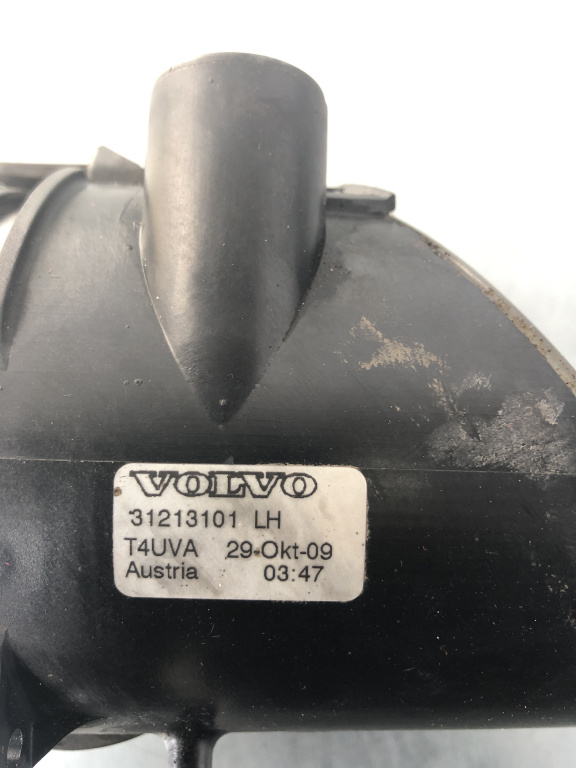 VOLVO
31213101 LH
T4UVA 29-Okt-09
Austria 03:47